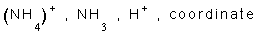 (NH₄)⁺ , NH₃ , H⁺ , coordinate